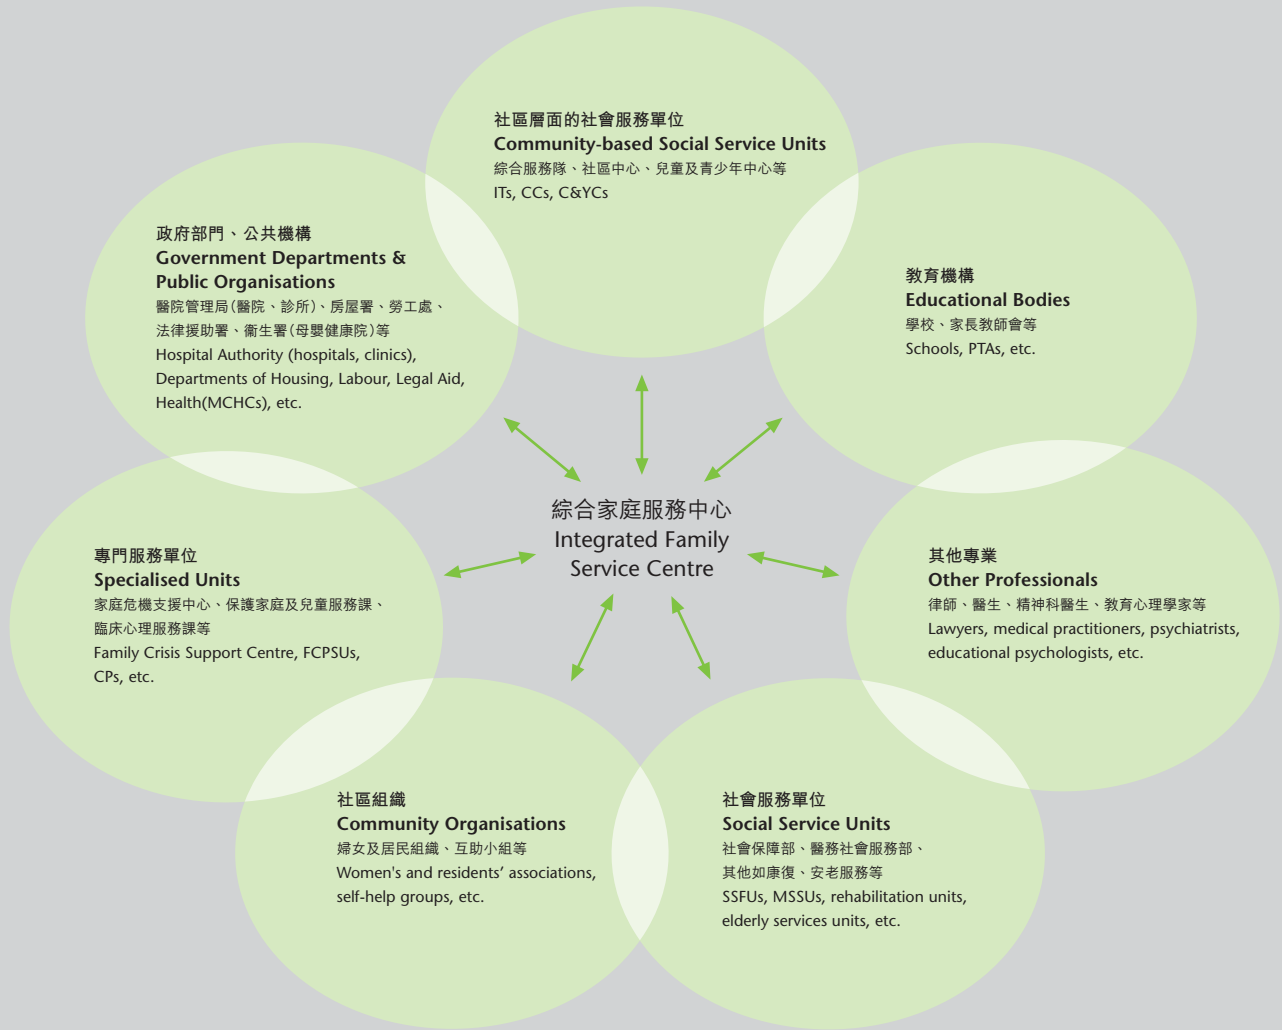 社區層面的社會服務單位
Community-based Social Service Units
綜合服務隊、社區中心、兒童及青少年中心等
ITs, CCs, C&YCs
政府部門、公共機構
Government Departments &
Public Organisations
醫院管理局(醫院、診所)、房屋署、勞工處、
法律援助署、衞生署(母嬰健康院)等
Hospital Authority (hospitals, clinics),
Departments of Housing, Labour, Legal Aid,
Health(MCHCs), etc.
教育機構
Educational Bodies
學校、家長教師會等
Schools, PTAs, etc.
綜合家庭服務中心
Integrated Family
Service Centre
專門服務單位
Specialised Units
家庭危機支援中心、保護家庭及兒童服務課、
臨床心理服務課等
Family Crisis Support Centre, FCPSUs,
CPs, etc.
其他專業
Other Professionals
律師、醫生、精神科醫生、教育心理學家等
Lawyers, medical practitioners, psychiatrists,
educational psychologists, etc.
社區組織
Community Organisations
婦女及居民組織、互助小組等
Women's and residents’ associations,
self-help groups, etc.
社會服務單位
Social Service Units
社會保障部、醫務社會服務部、
其他如康復、安老服務等
SSFUs, MSSUs, rehabilitation units,
elderly services units, etc.